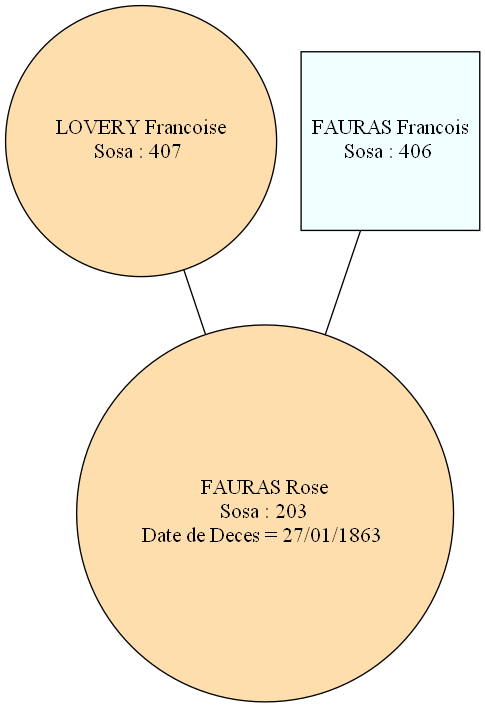 LOVERY Francoise
Sosa : 407
FAURAS Francois
Sosa : 406
FAURAS Rose
Sosa : 203
Date de Deces = 27/01/1863